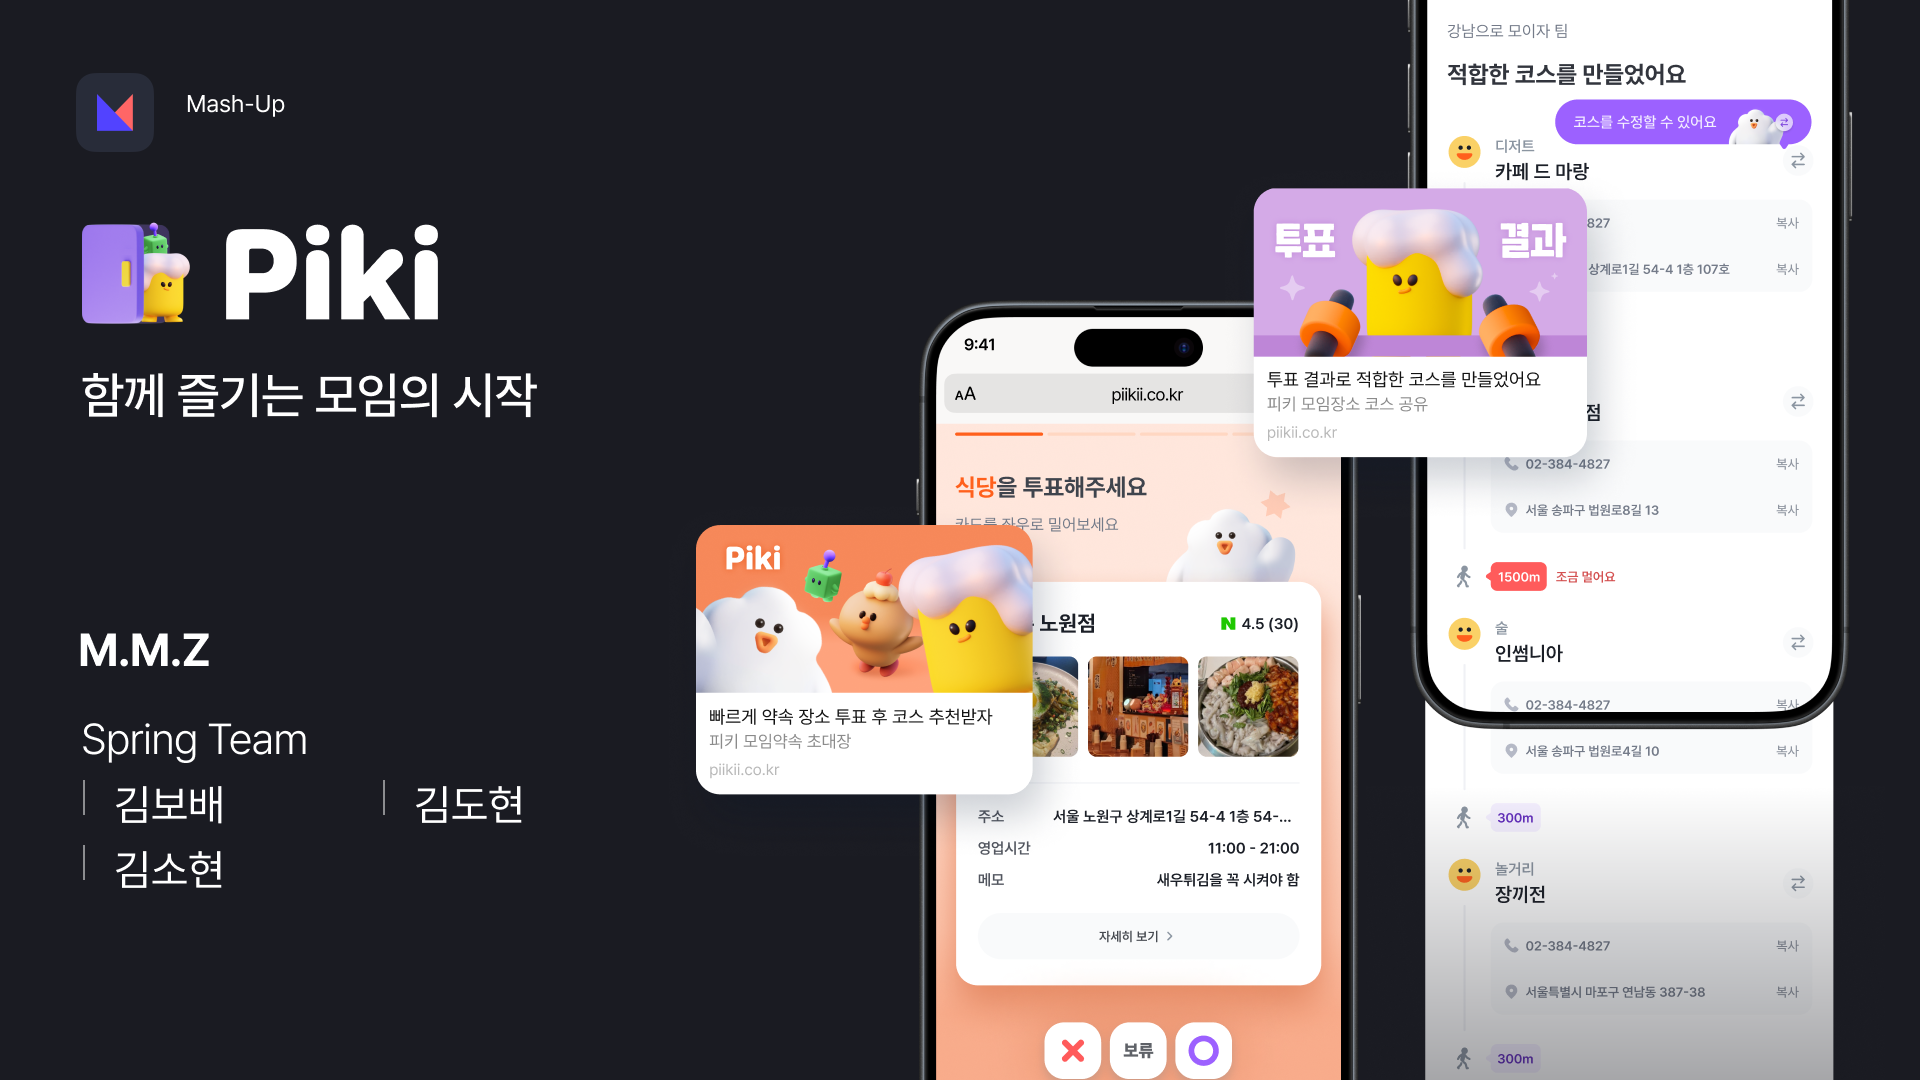 Mash-Up
Piki
함께 즐기는 모임의 시작
M.M.Z
Spring Team
김보배
김도현
김소현
Piki
빠르게 약속 장소 투표 후 코스 추천받자
피키 모임약속 초대장
piikii.co.kr
9:41
AA
piikii.co.kr
식당을 투표해주세요
카드를 좌우로 밀어보세요
노원점
N 4.5 (30)
주소
서울 노원구 상계로1길 54-4 1층 54-...
영업시간
11:00 - 21:00
메모
새우튀김을 꼭 시켜야 함
자세히 보기
보류
투표 결과
투표 결과로 적합한 코스를 만들었어요
피키 모임장소 코스 공유
piikii.co.kr
강남으로 모이자 팀
적합한 코스를 만들었어요
코스를 수정할 수 있어요
디저트
카페 드 마랑
827
복사
상계로1길 54-4 1층 107호
복사
점
02-384-4827
복사
서울 송파구 법원로8길 13
복사
1500m
조금 멀어요
술
인썸니아
02-384-4827
복사
서울 송파구 법원로4길 10
복사
300m
놀거리
장끼전
02-384-4827
복사
서울특별시 마포구 연남동 387-38
복사
300m